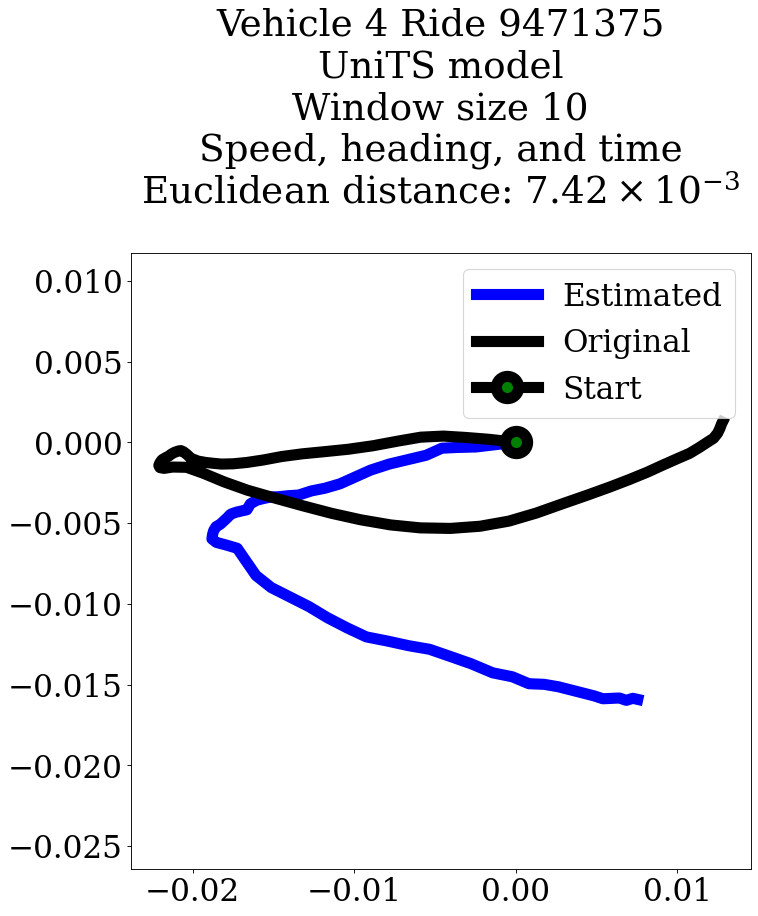 Vehicle 4 Ride 9471375
UniTS model
Window size 10
Speed, heading, and time
Euclidean distance: 7.42 × 10⁻³
Estimated
Original
Start
0.010
0.005
0.000
−0.005
−0.010
−0.015
−0.020
−0.025
−0.02 −0.01 0.00 0.01